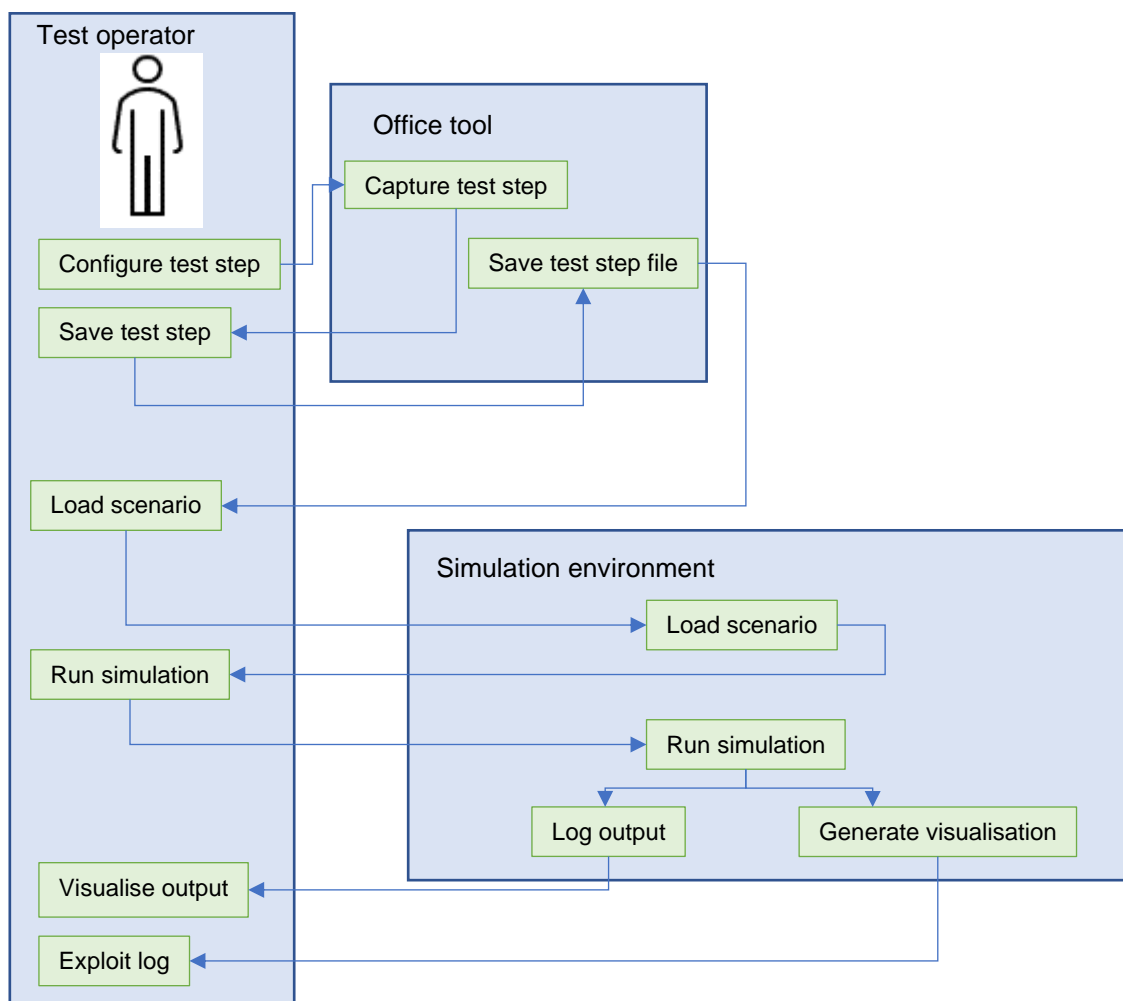 Test operator
Office tool
Capture test step
Configure test step
Save test step file
Save test step
Load scenario
Simulation environment
Load scenario
Run simulation
Run simulation
Log output
Generate visualisation
Visualise output
Exploit log